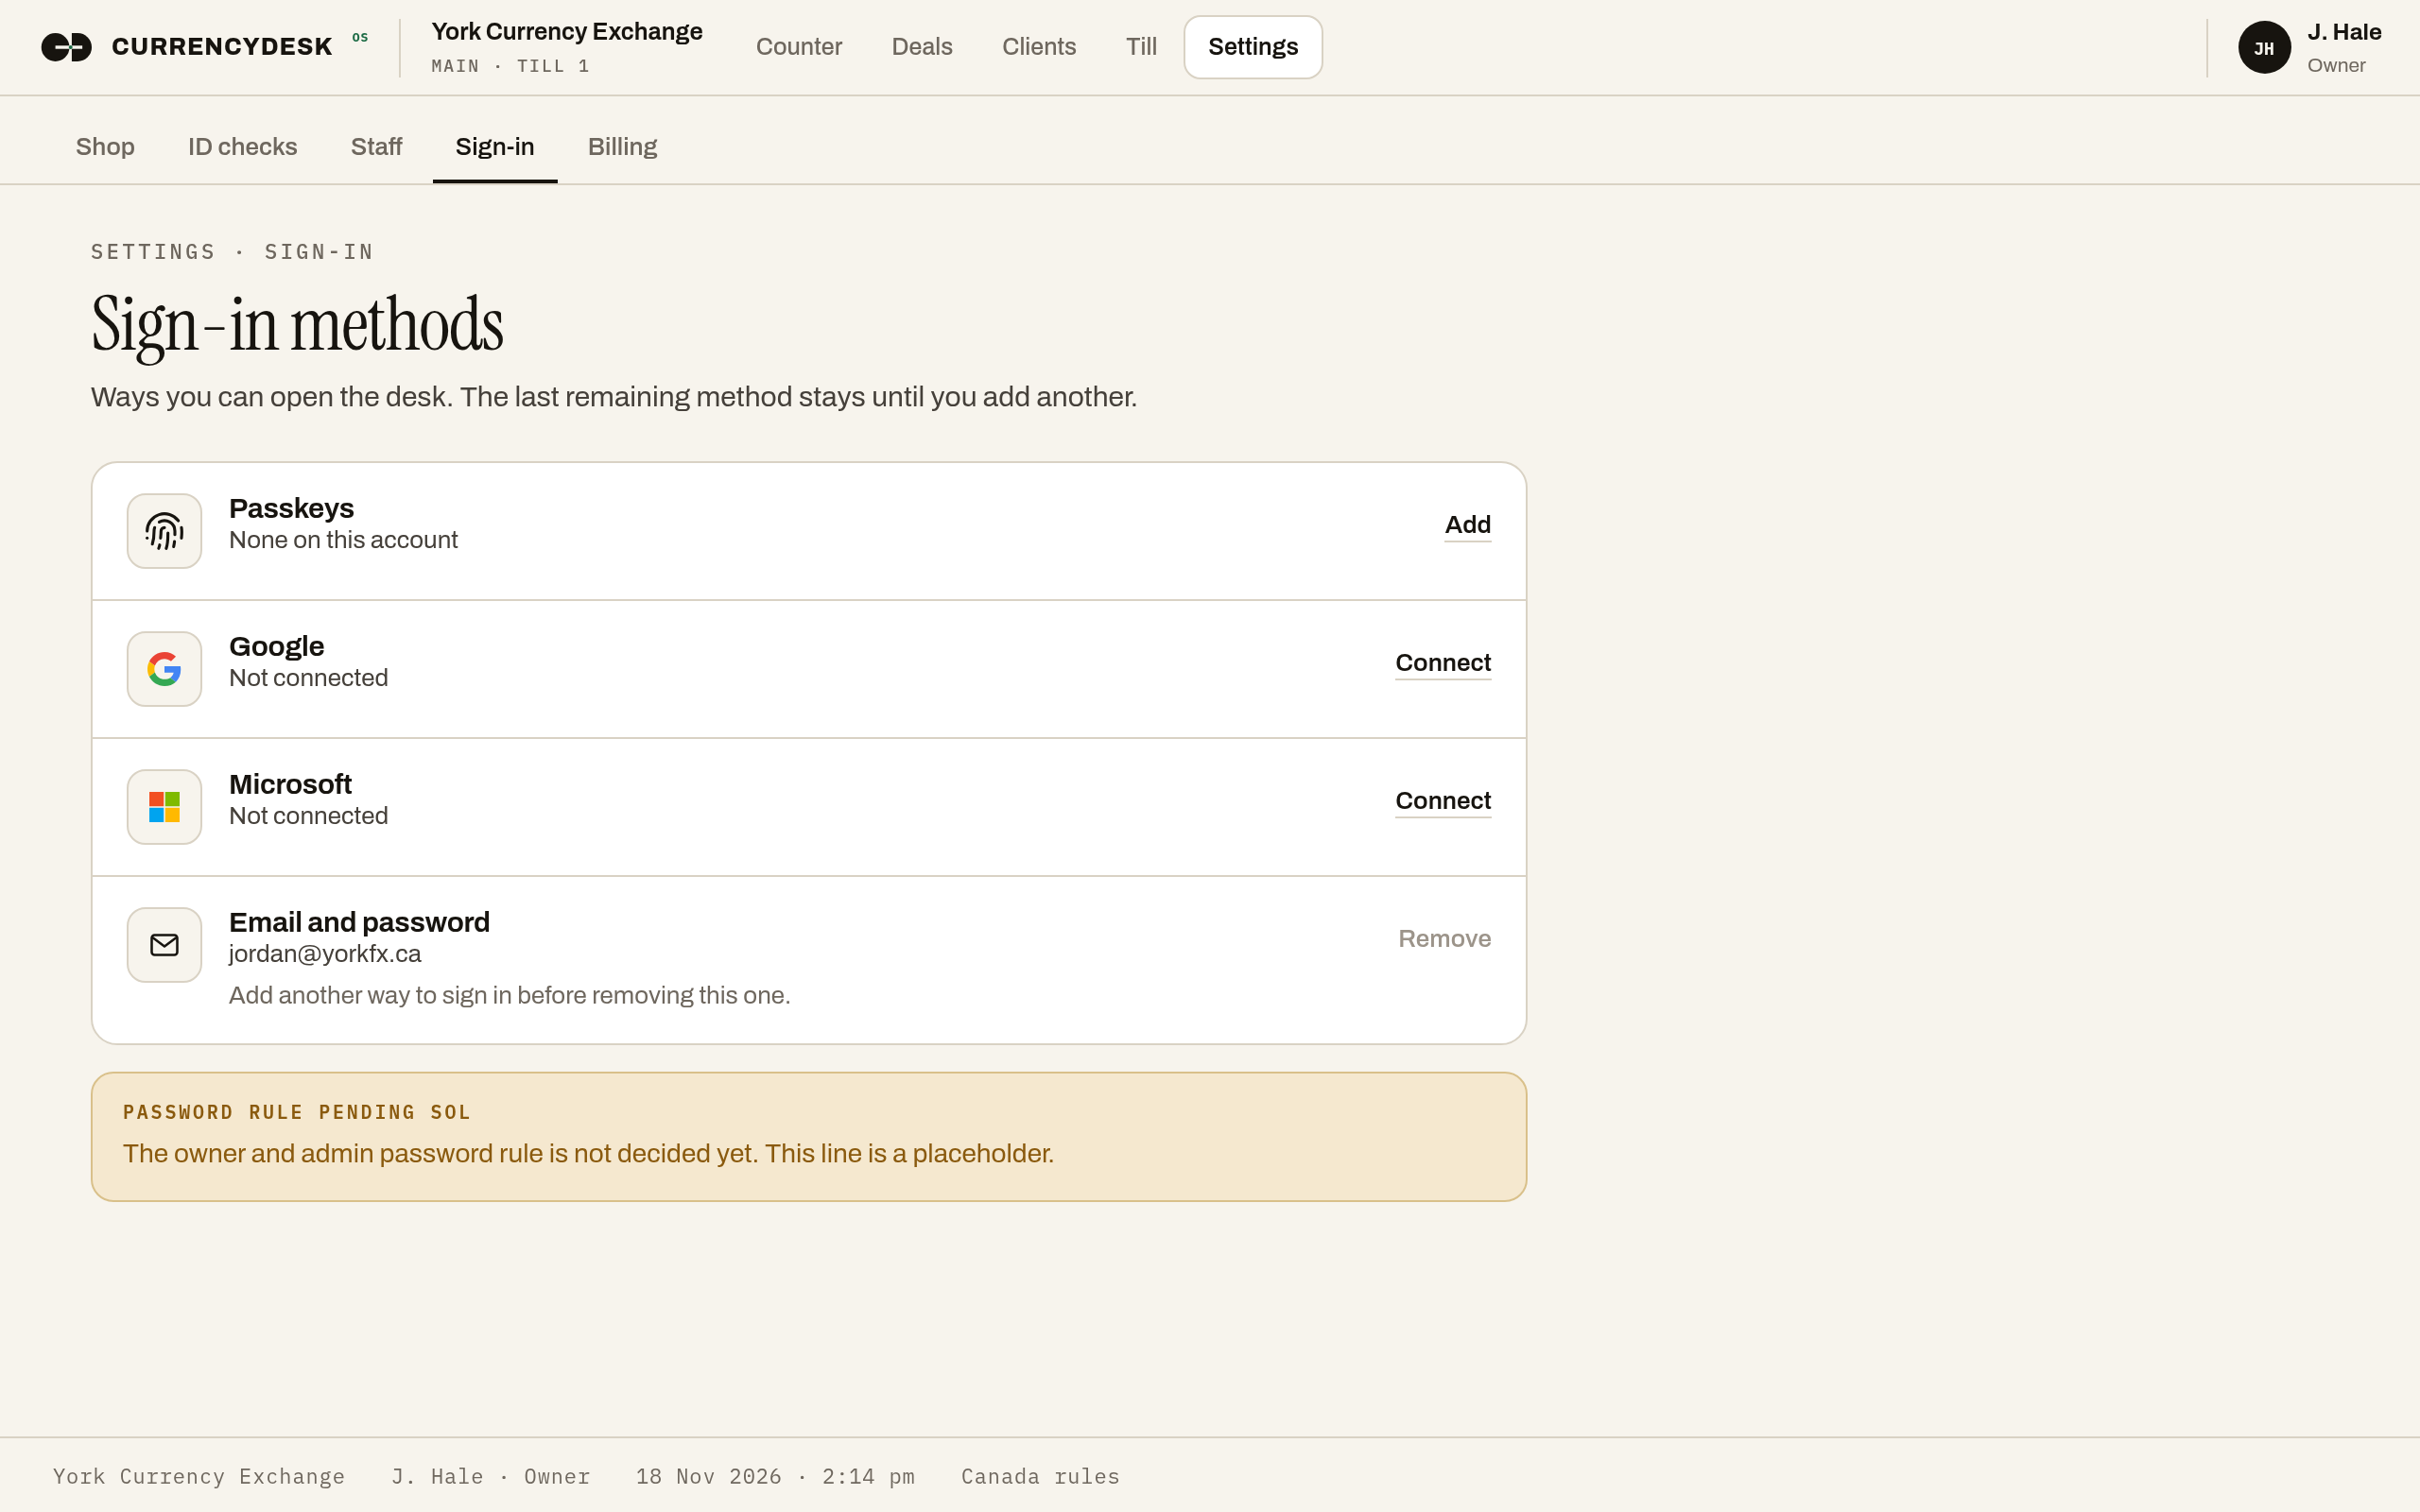 CURRENCYDESK OS
York Currency Exchange
MAIN · TILL 1
Counter
Deals
Clients
Till
Settings
JH
J. Hale
Owner
Shop
ID checks
Staff
Sign-in
Billing
SETTINGS · SIGN-IN
Sign-in methods
Ways you can open the desk. The last remaining method stays until you add another.
Passkeys
None on this account
Add
Google
Not connected
Connect
Microsoft
Not connected
Connect
Email and password
jordan@yorkfx.ca
Add another way to sign in before removing this one.
Remove
PASSWORD RULE PENDING SOL
The owner and admin password rule is not decided yet. This line is a placeholder.
York Currency Exchange
J. Hale · Owner
18 Nov 2026 · 2:14 pm
Canada rules